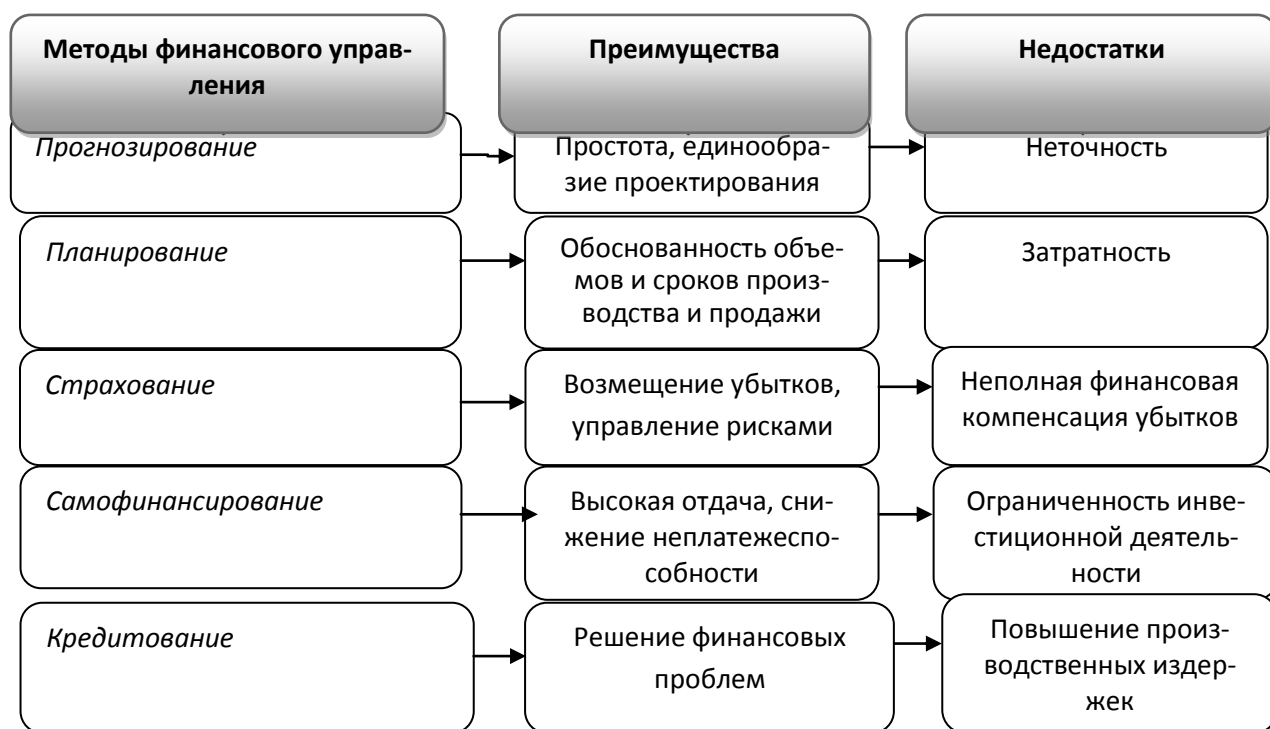 Методы финансового управ-
ления
Преимущества
Недостатки
Прогнозирование
Простота, единообра-
зие проектирования
Неточность
Планирование
Обоснованность объе-
мов и сроков произ-
водства и продажи
Затратность
Страхование
Возмещение убытков,
управление рисками
Неполная финансовая
компенсация убытков
Самофинансирование
Высокая отдача, сни-
жение неплатежеспо-
собности
Ограниченность инве-
стиционной деятель-
ности
Кредитование
Решение финансовых
проблем
Повышение произ-
водственных издер-
жек